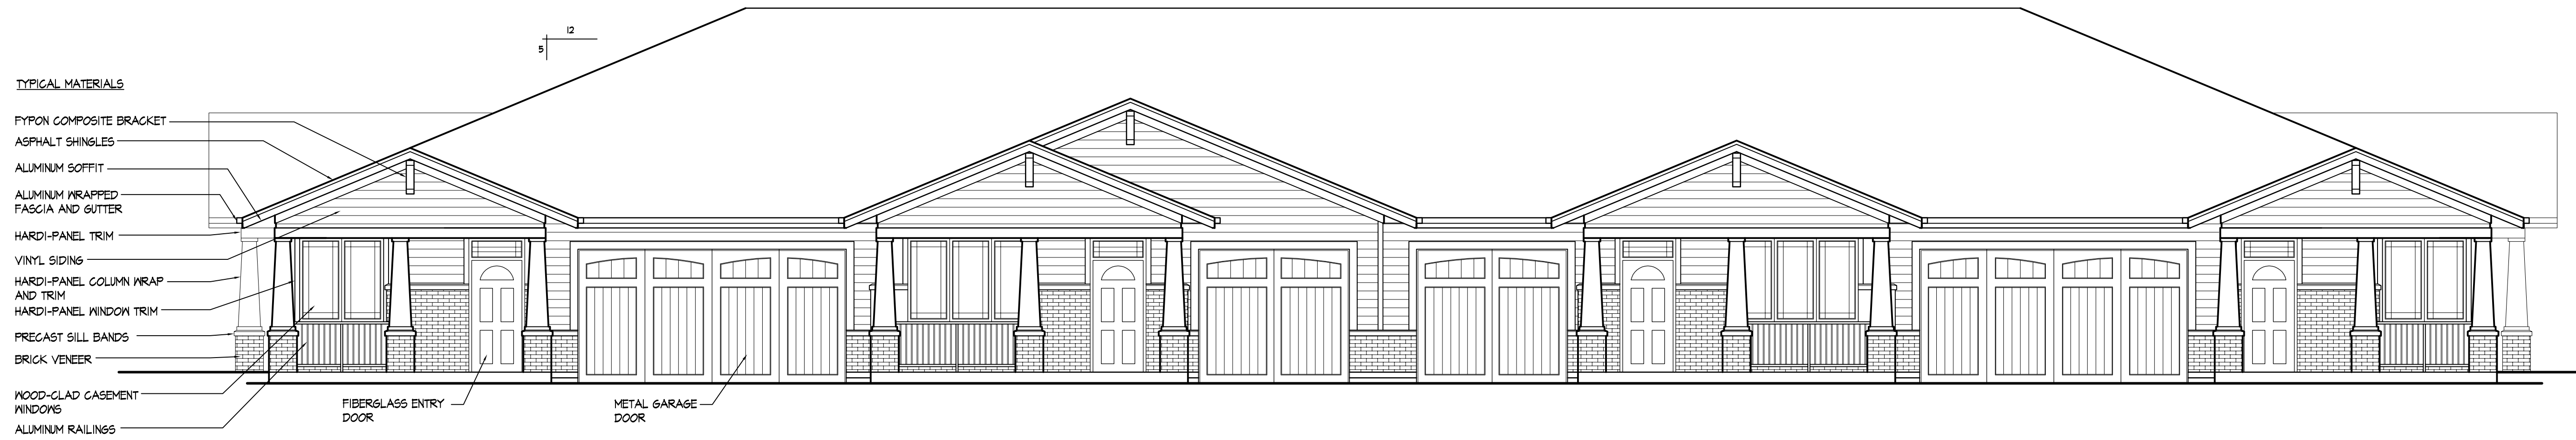 12
5
TYPICAL MATERIALS
FYPON COMPOSITE BRACKET
ASPHALT SHINGLES
ALUMINUM SOFFIT
ALUMINUM WRAPPED
FASCIA AND GUTTER
HARDI-PANEL TRIM
VINYL SIDING
HARDI-PANEL COLUMN WRAP
AND TRIM
HARDI-PANEL WINDOW TRIM
PRECAST SILL BANDS
BRICK VENEER
WOOD-CLAD CASEMENT
WINDOWS
ALUMINUM RAILINGS
FIBERGLASS ENTRY
DOOR
METAL GARAGE
DOOR